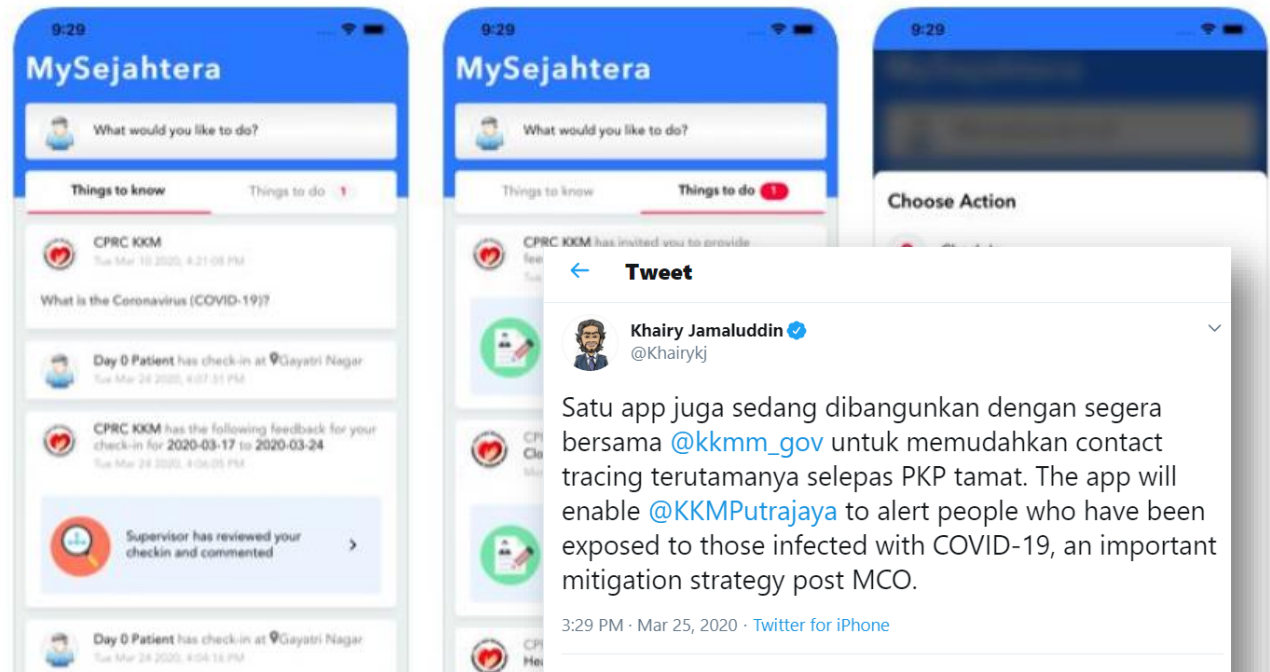 9:29
MySejahtera
What would you like to do?
Things to know
Things to do 1
CPRC KKM
Tue Mar 10 2020, 4:21:08 PM
What is the Coronavirus (COVID-19)?
Day 0 Patient has check-in at Gayatri Nagar
Tue Mar 24 2020, 4:07:31 PM
CPRC KKM has the following feedback for your
check-in for 2020-03-17 to 2020-03-24
Tue Mar 24 2020, 4:06:05 PM
Supervisor has reviewed your
checkin and commented
Day 0 Patient has check-in at Gayatri Nagar
Tue Mar 24 2020, 4:04:16 PM
9:29
MySejahtera
What would you like to do?
Things to know
Things to do 1
CPRC KKM has invited you to provide
9:29
Choose Action
Tweet
Khairy Jamaluddin
@Khairykj
Satu app juga sedang dibangunkan dengan segera
bersama @kkmm_gov untuk memudahkan contact
tracing terutamanya selepas PKP tamat. The app will
enable @KKMPutrajaya to alert people who have been
exposed to those infected with COVID-19, an important
mitigation strategy post MCO.
3:29 PM · Mar 25, 2020 · Twitter for iPhone